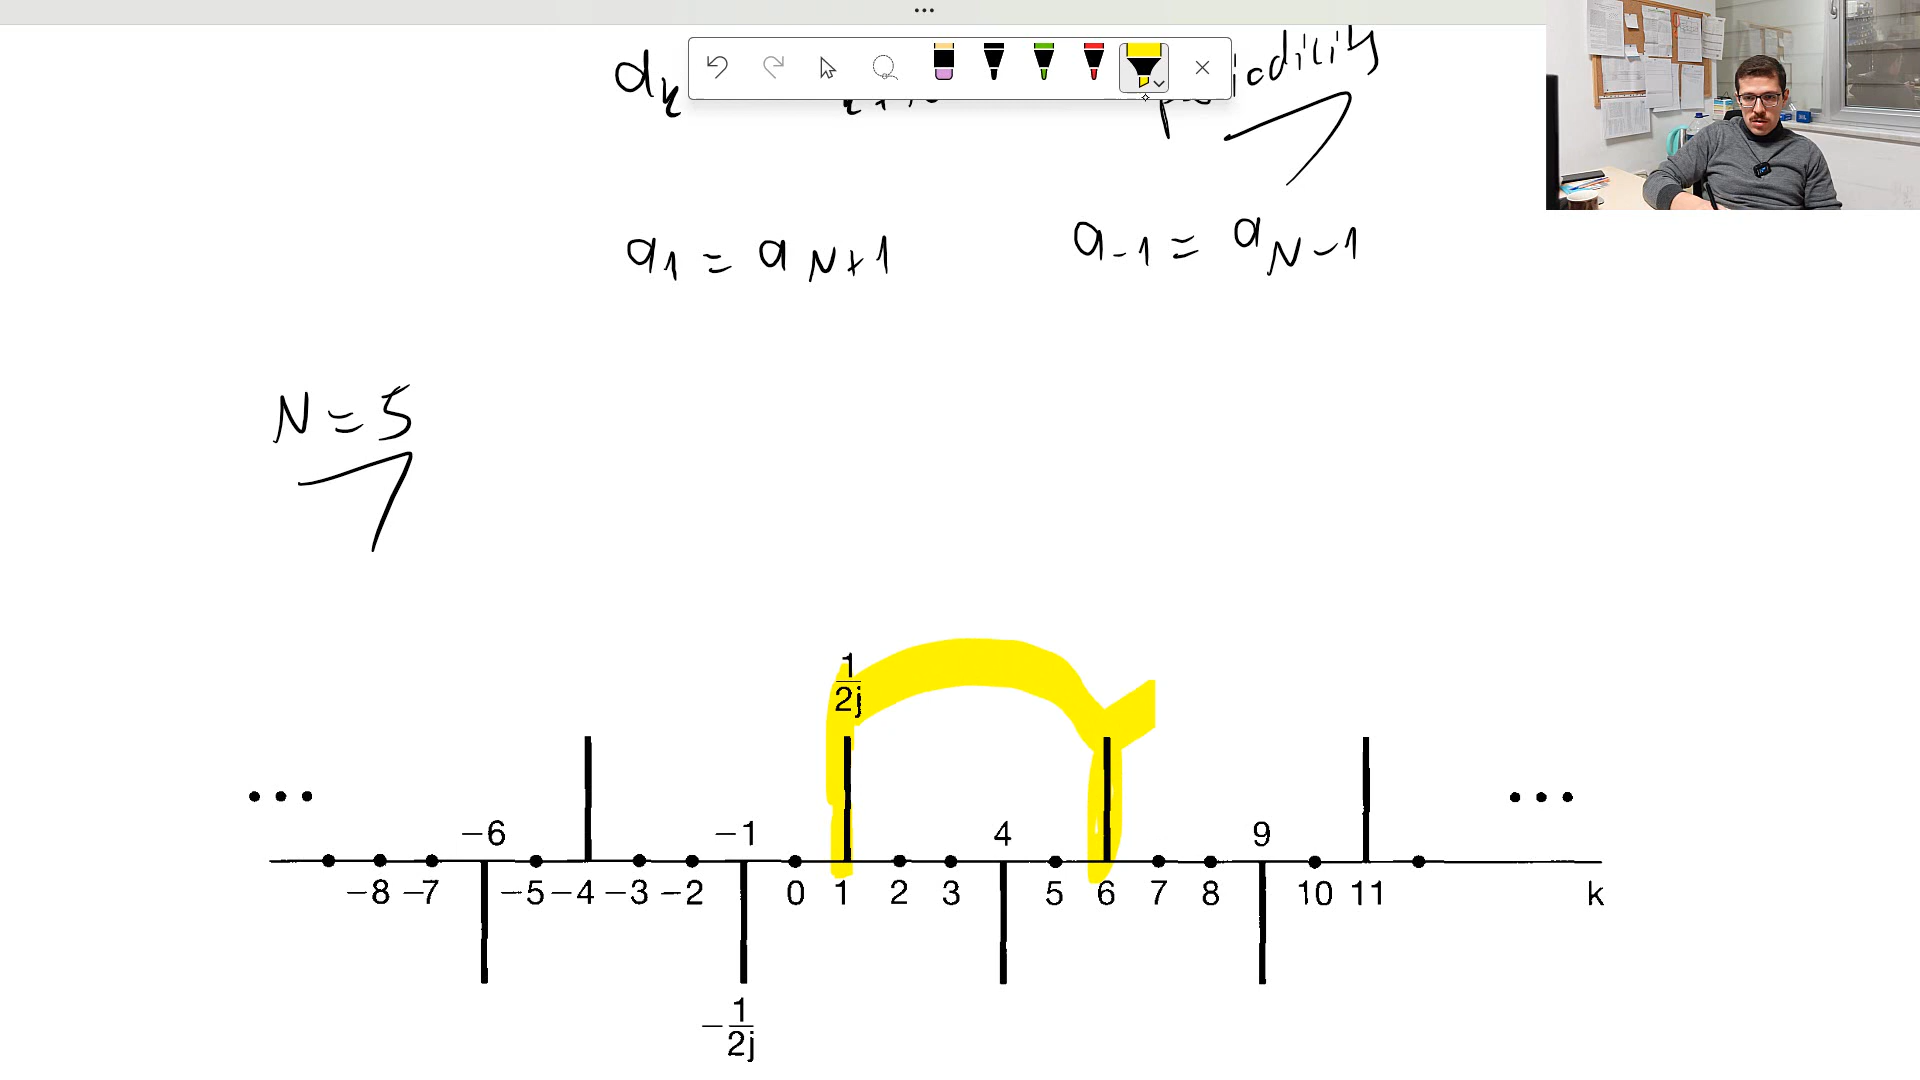 a_k
a_1 = a_{N+1} a_{-1} = a_{N-1}
N = 5
1/2j
-6 -1 4 9
-8 -7 -5 -4 -3 -2 0 1 2 3 5 6 7 8 10 11 k
-1/2j